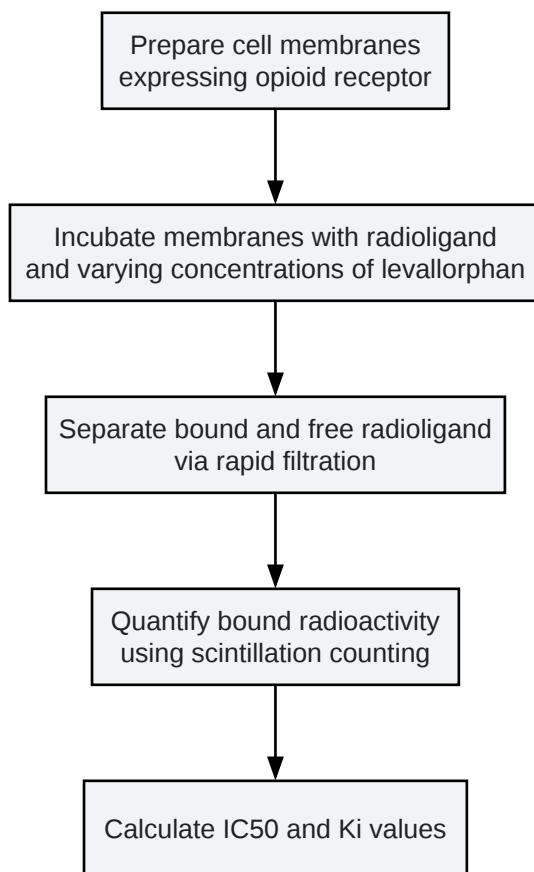 Prepare cell membranes
expressing opioid receptor
Incubate membranes with radioligand
and varying concentrations of levallorphan
Separate bound and free radioligand
via rapid filtration
Quantify bound radioactivity
using scintillation counting
Calculate IC50 and Ki values